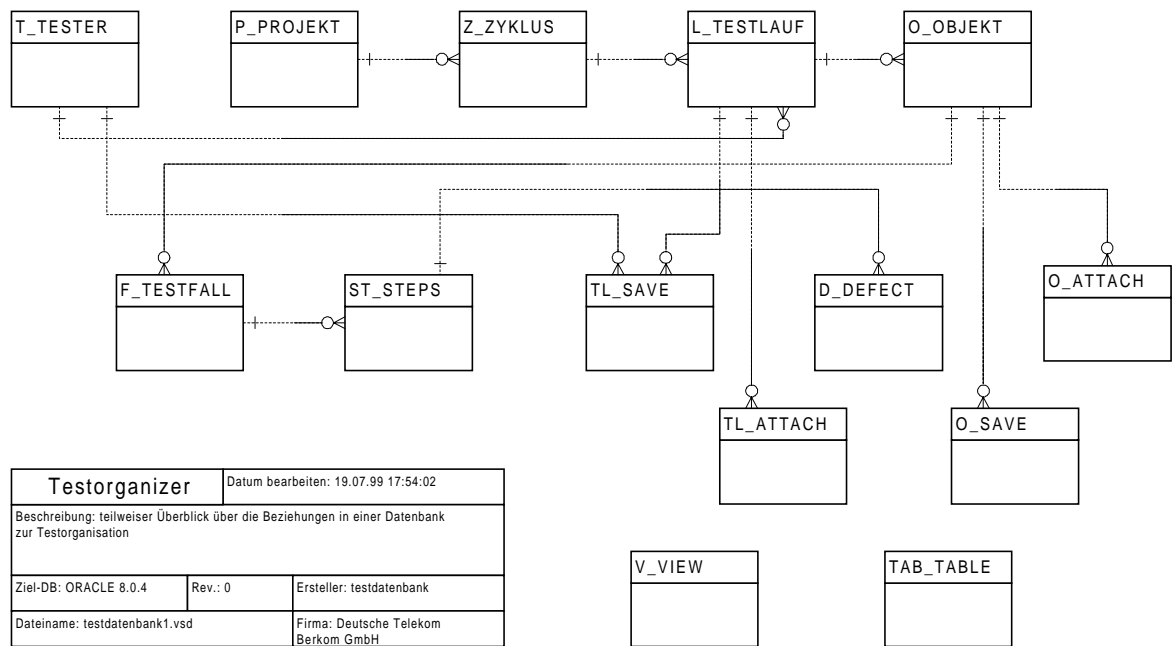 T_TESTER
P_PROJEKT
Z_ZYKLUS
L_TESTLAUF
O_OBJEKT
F_TESTFALL
ST_STEPS
TL_SAVE
D_DEFECT
O_ATTACH
TL_ATTACH
O_SAVE
Testorganizer
Datum bearbeiten: 19.07.99 17:54:02
Beschreibung: teilweiser Überblick über die Beziehungen in einer Datenbank
zur Testorganisation
Ziel-DB: ORACLE 8.0.4
Rev.: 0
Ersteller: testdatenbank
Dateiname: testdatenbank1.vsd
Firma: Deutsche Telekom
Berkom GmbH
V_VIEW
TAB_TABLE